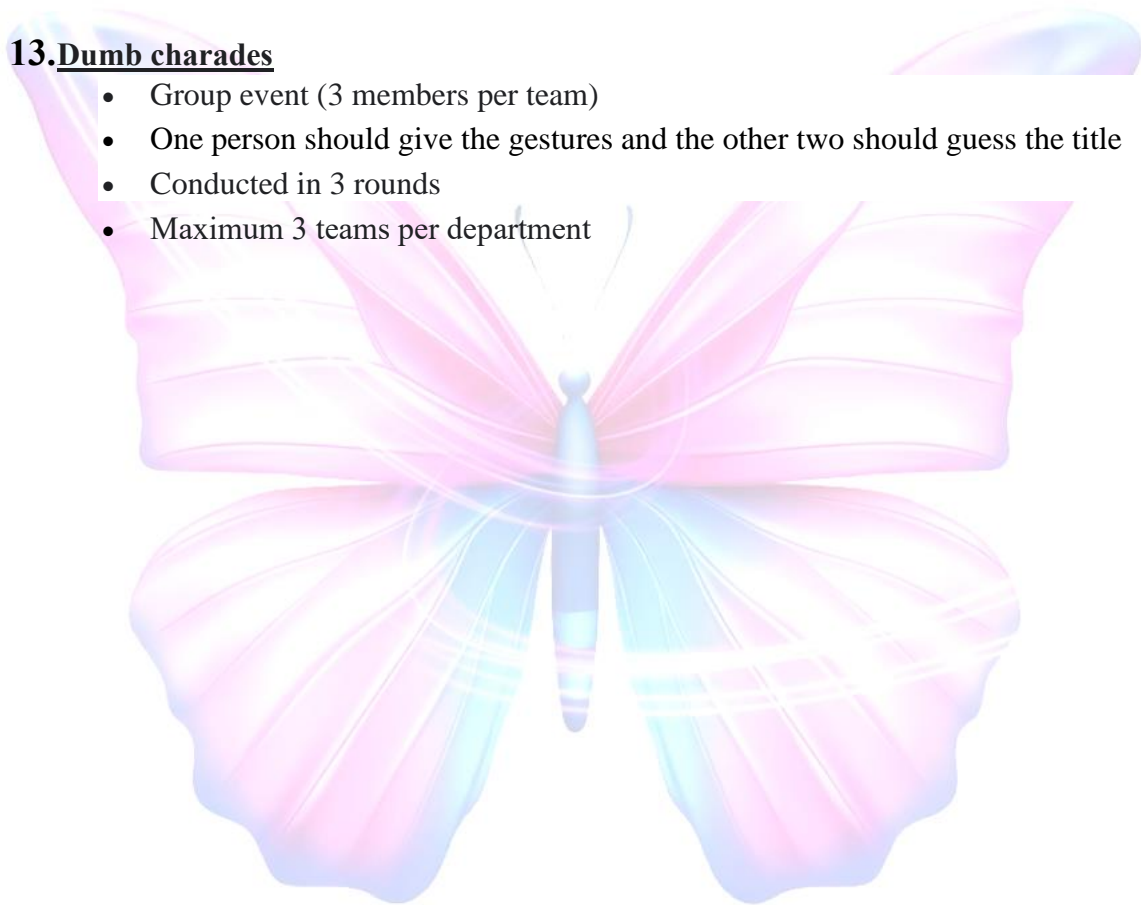 13.Dumb charades
• Group event (3 members per team)
• One person should give the gestures and the other two should guess the title
• Conducted in 3 rounds
• Maximum 3 teams per department